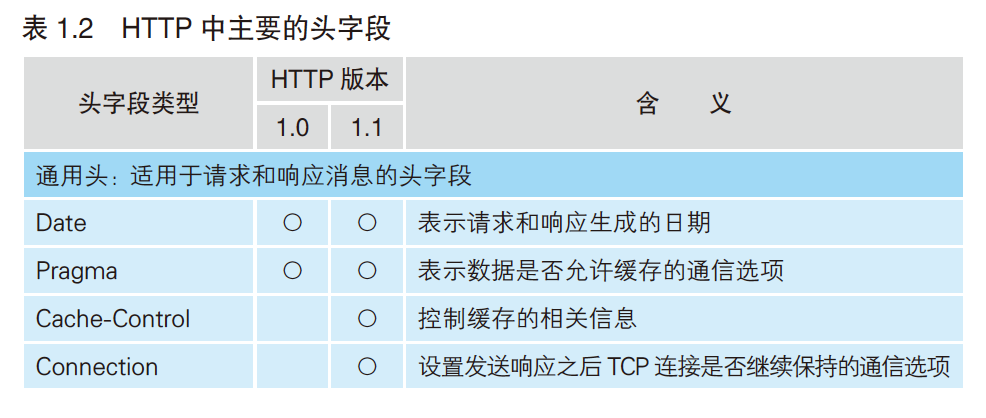 表 1.2 HTTP 中主要的头字段
头字段类型 HTTP 版本 含 义
1.0 1.1
通用头：适用于请求和响应消息的头字段
Date ○ ○ 表示请求和响应生成的日期
Pragma ○ ○ 表示数据是否允许缓存的通信选项
Cache-Control ○ 控制缓存的相关信息
Connection ○ 设置发送响应之后 TCP 连接是否继续保持的通信选项